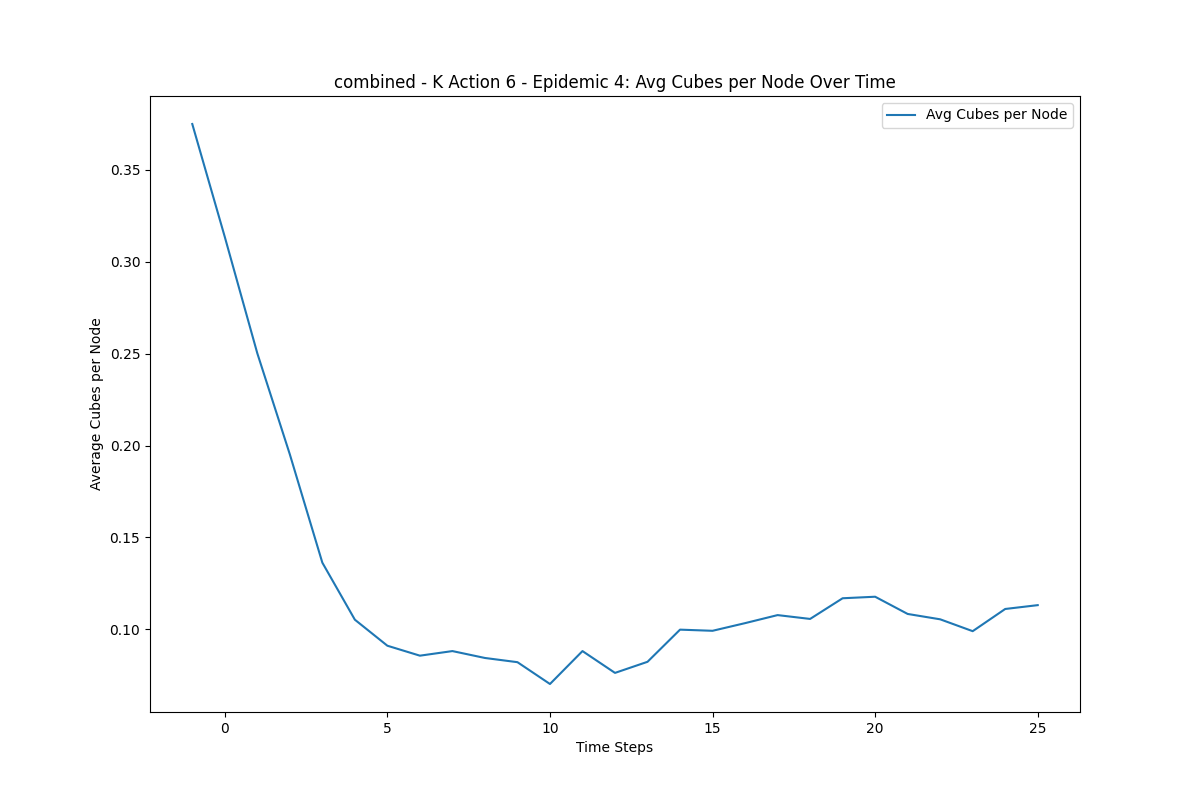 combined - K Action 6 - Epidemic 4: Avg Cubes per Node Over Time
Avg Cubes per Node
0.35
0.30
0.25
0.20
0.15
0.10
Average Cubes per Node
0 5 10 15 20 25
Time Steps